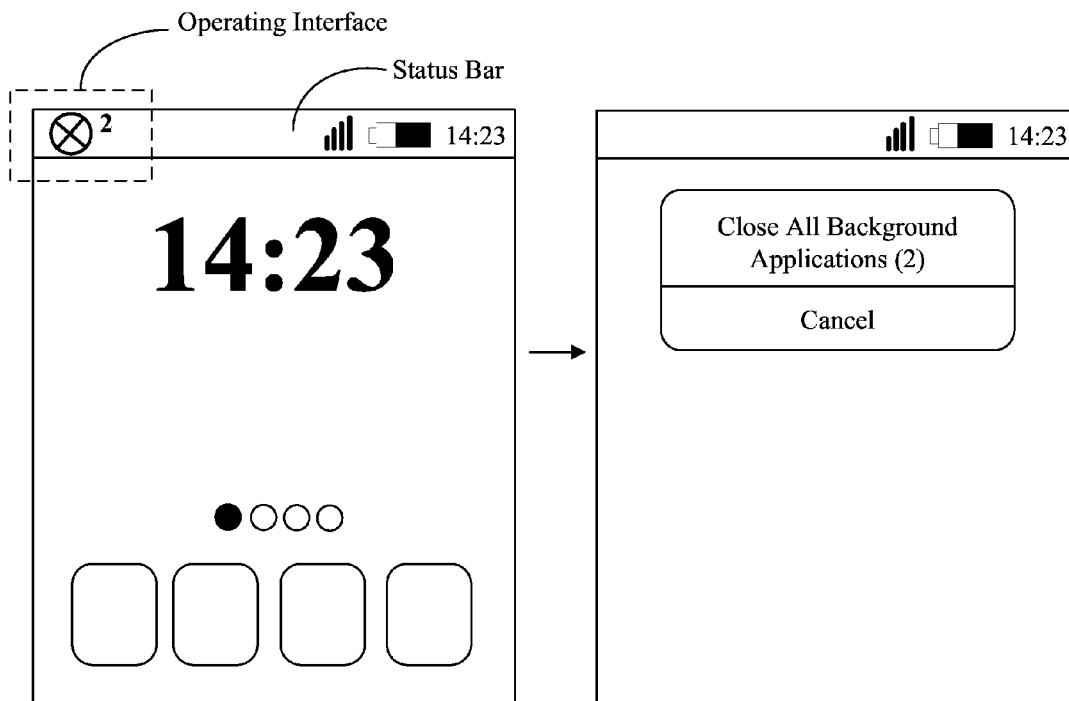 Operating Interface
Status Bar
2
14:23
14:23
14:23
Close All Background
Applications (2)
Cancel